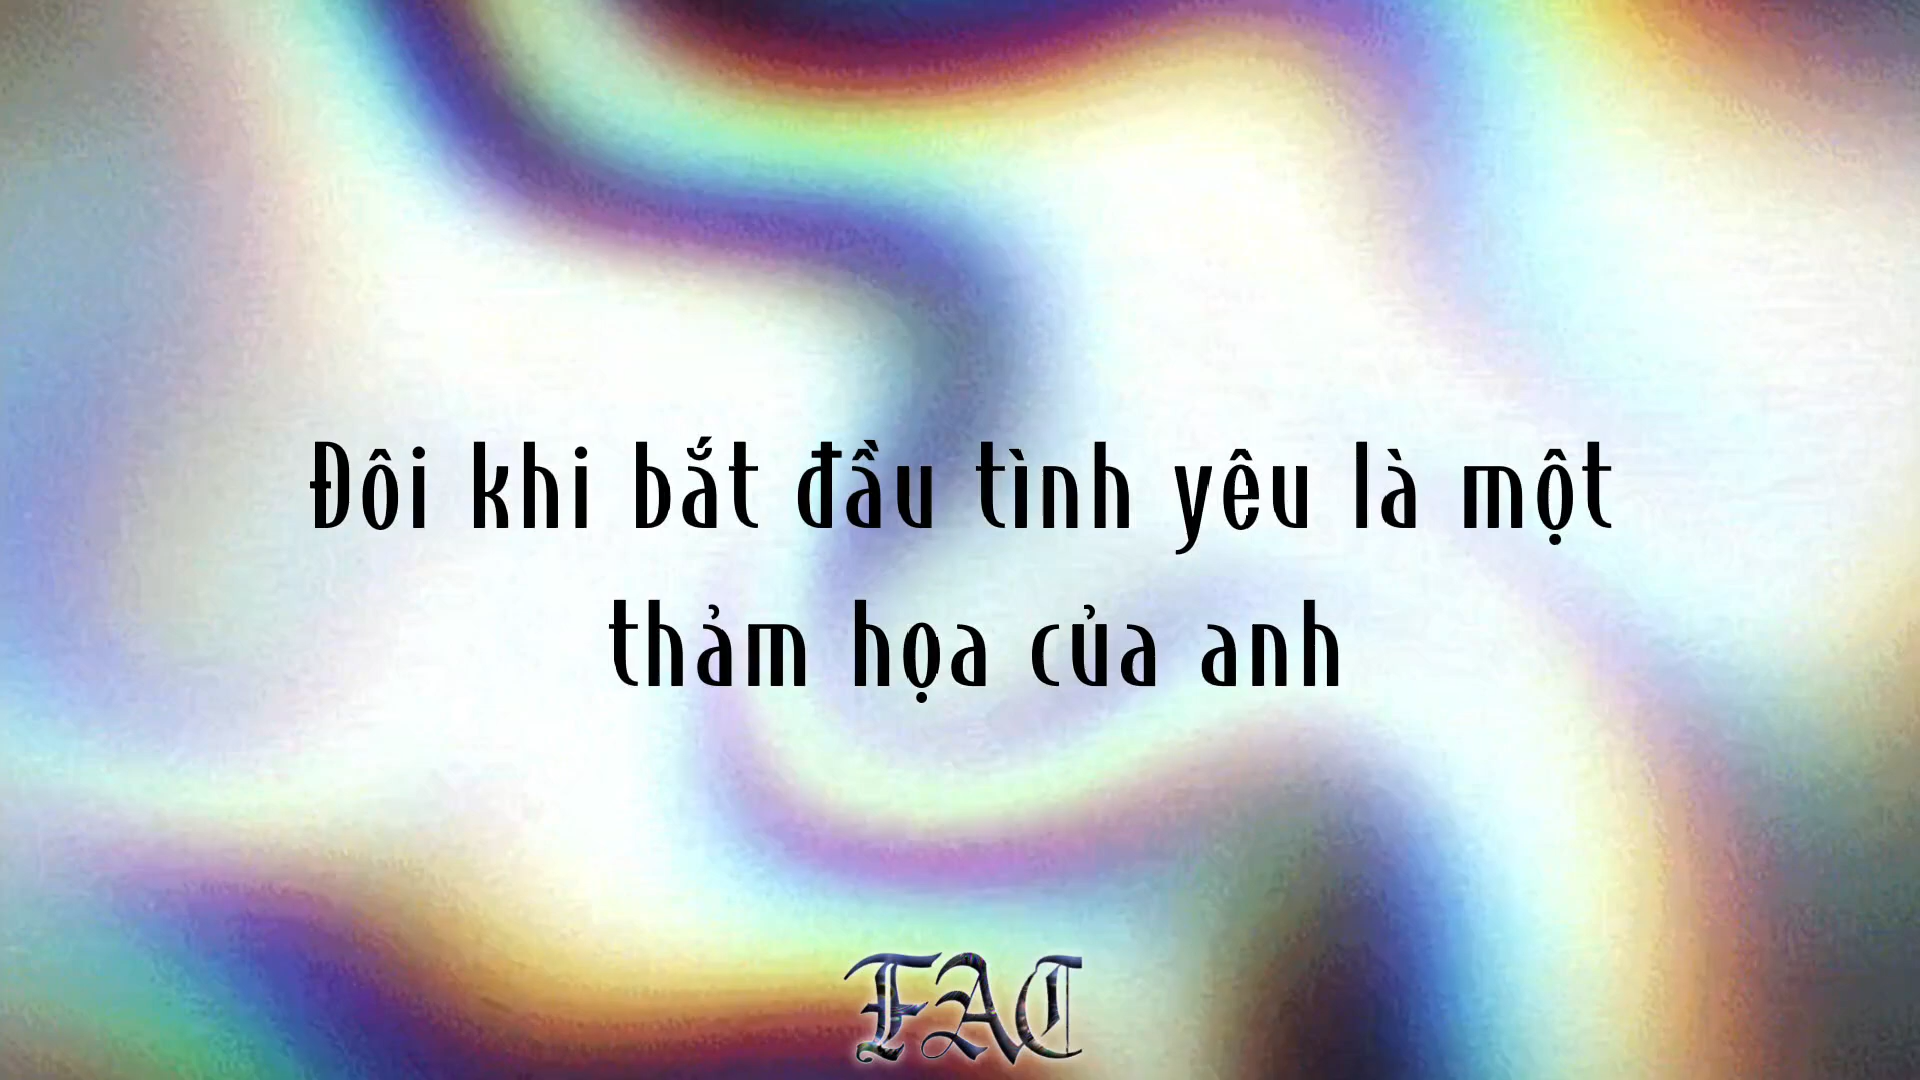 Đôi khi bắt đầu tình yêu là một
thảm họa của anh
FAC